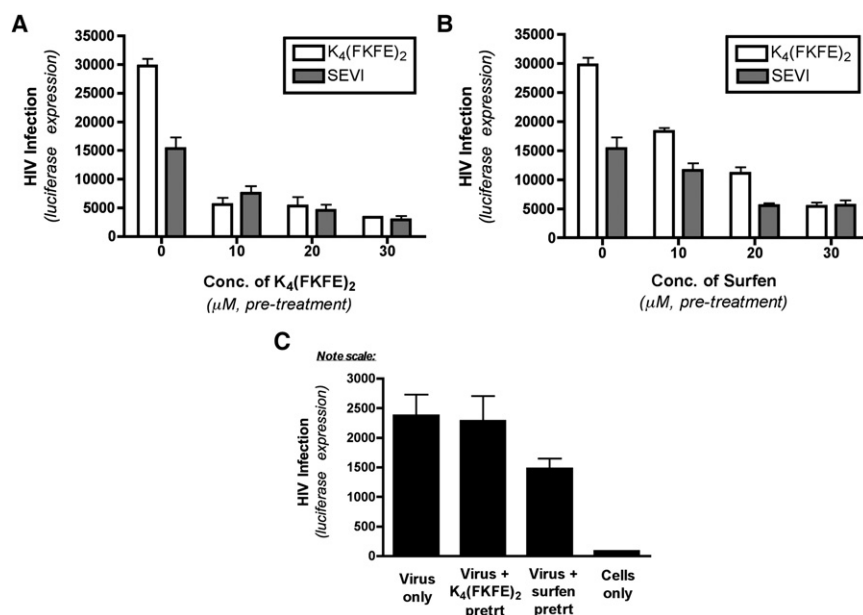 A
HIV Infection
(luciferase expression)
35000
30000
25000
20000
15000
10000
5000
0
K₄(FKFE)₂
SEVI
0 10 20 30
Conc. of K₄(FKFE)₂
(μM, pre-treatment)
B
HIV Infection
(luciferase expression)
35000
30000
25000
20000
15000
10000
5000
0
K₄(FKFE)₂
SEVI
0 10 20 30
Conc. of Surfen
(μM, pre-treatment)
C
Note scale:
HIV Infection
(luciferase expression)
3000
2500
2000
1500
1000
500
0
Virus
only
Virus +
K₄(FKFE)₂
pretrt
Virus +
surfen
pretrt
Cells
only